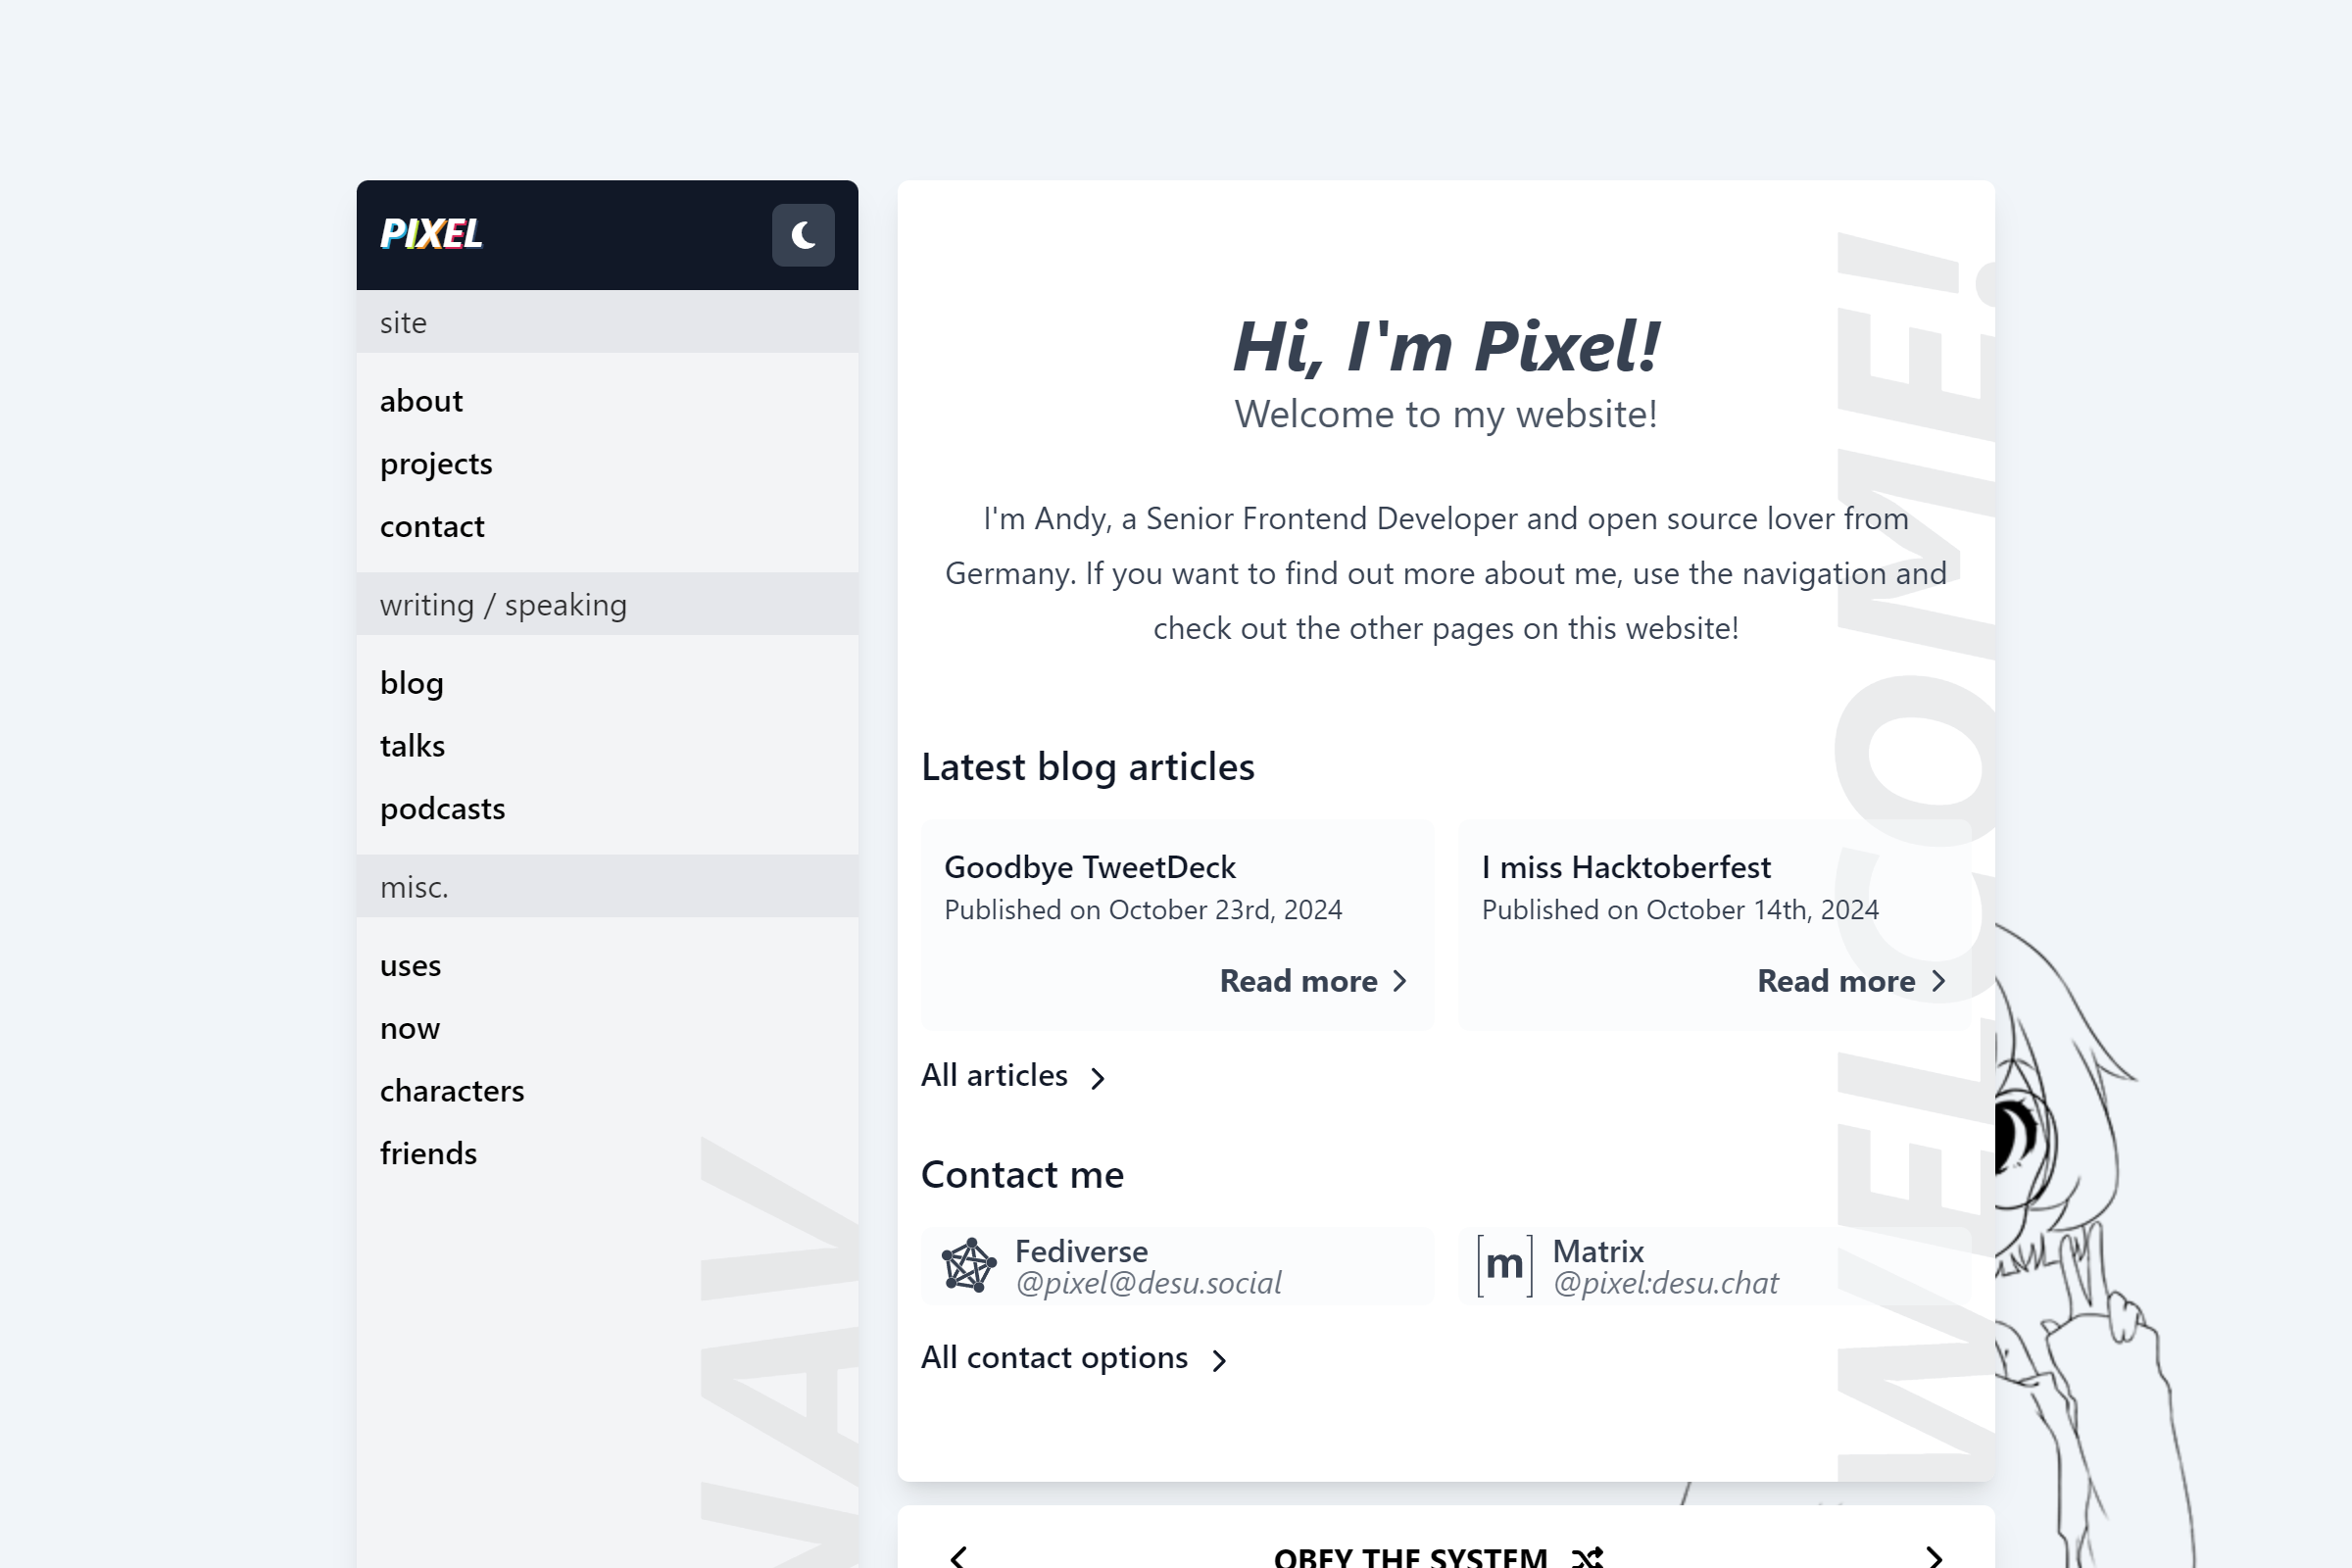 PIXEL
site
about
projects
contact
writing / speaking
blog
talks
podcasts
misc.
uses
now
characters
friends
NAV
Hi, I'm Pixel!
Welcome to my website!
I'm Andy, a Senior Frontend Developer and open source lover from
Germany. If you want to find out more about me, use the navigation and
check out the other pages on this website!
WELCOME!
Latest blog articles
Goodbye TweetDeck
Published on October 23rd, 2024
Read more
I miss Hacktoberfest
Published on October 14th, 2024
Read more
All articles
Contact me
Fediverse
@pixel@desu.social
[m]
Matrix
@pixel:desu.chat
All contact options
OBEY THE SYSTEM